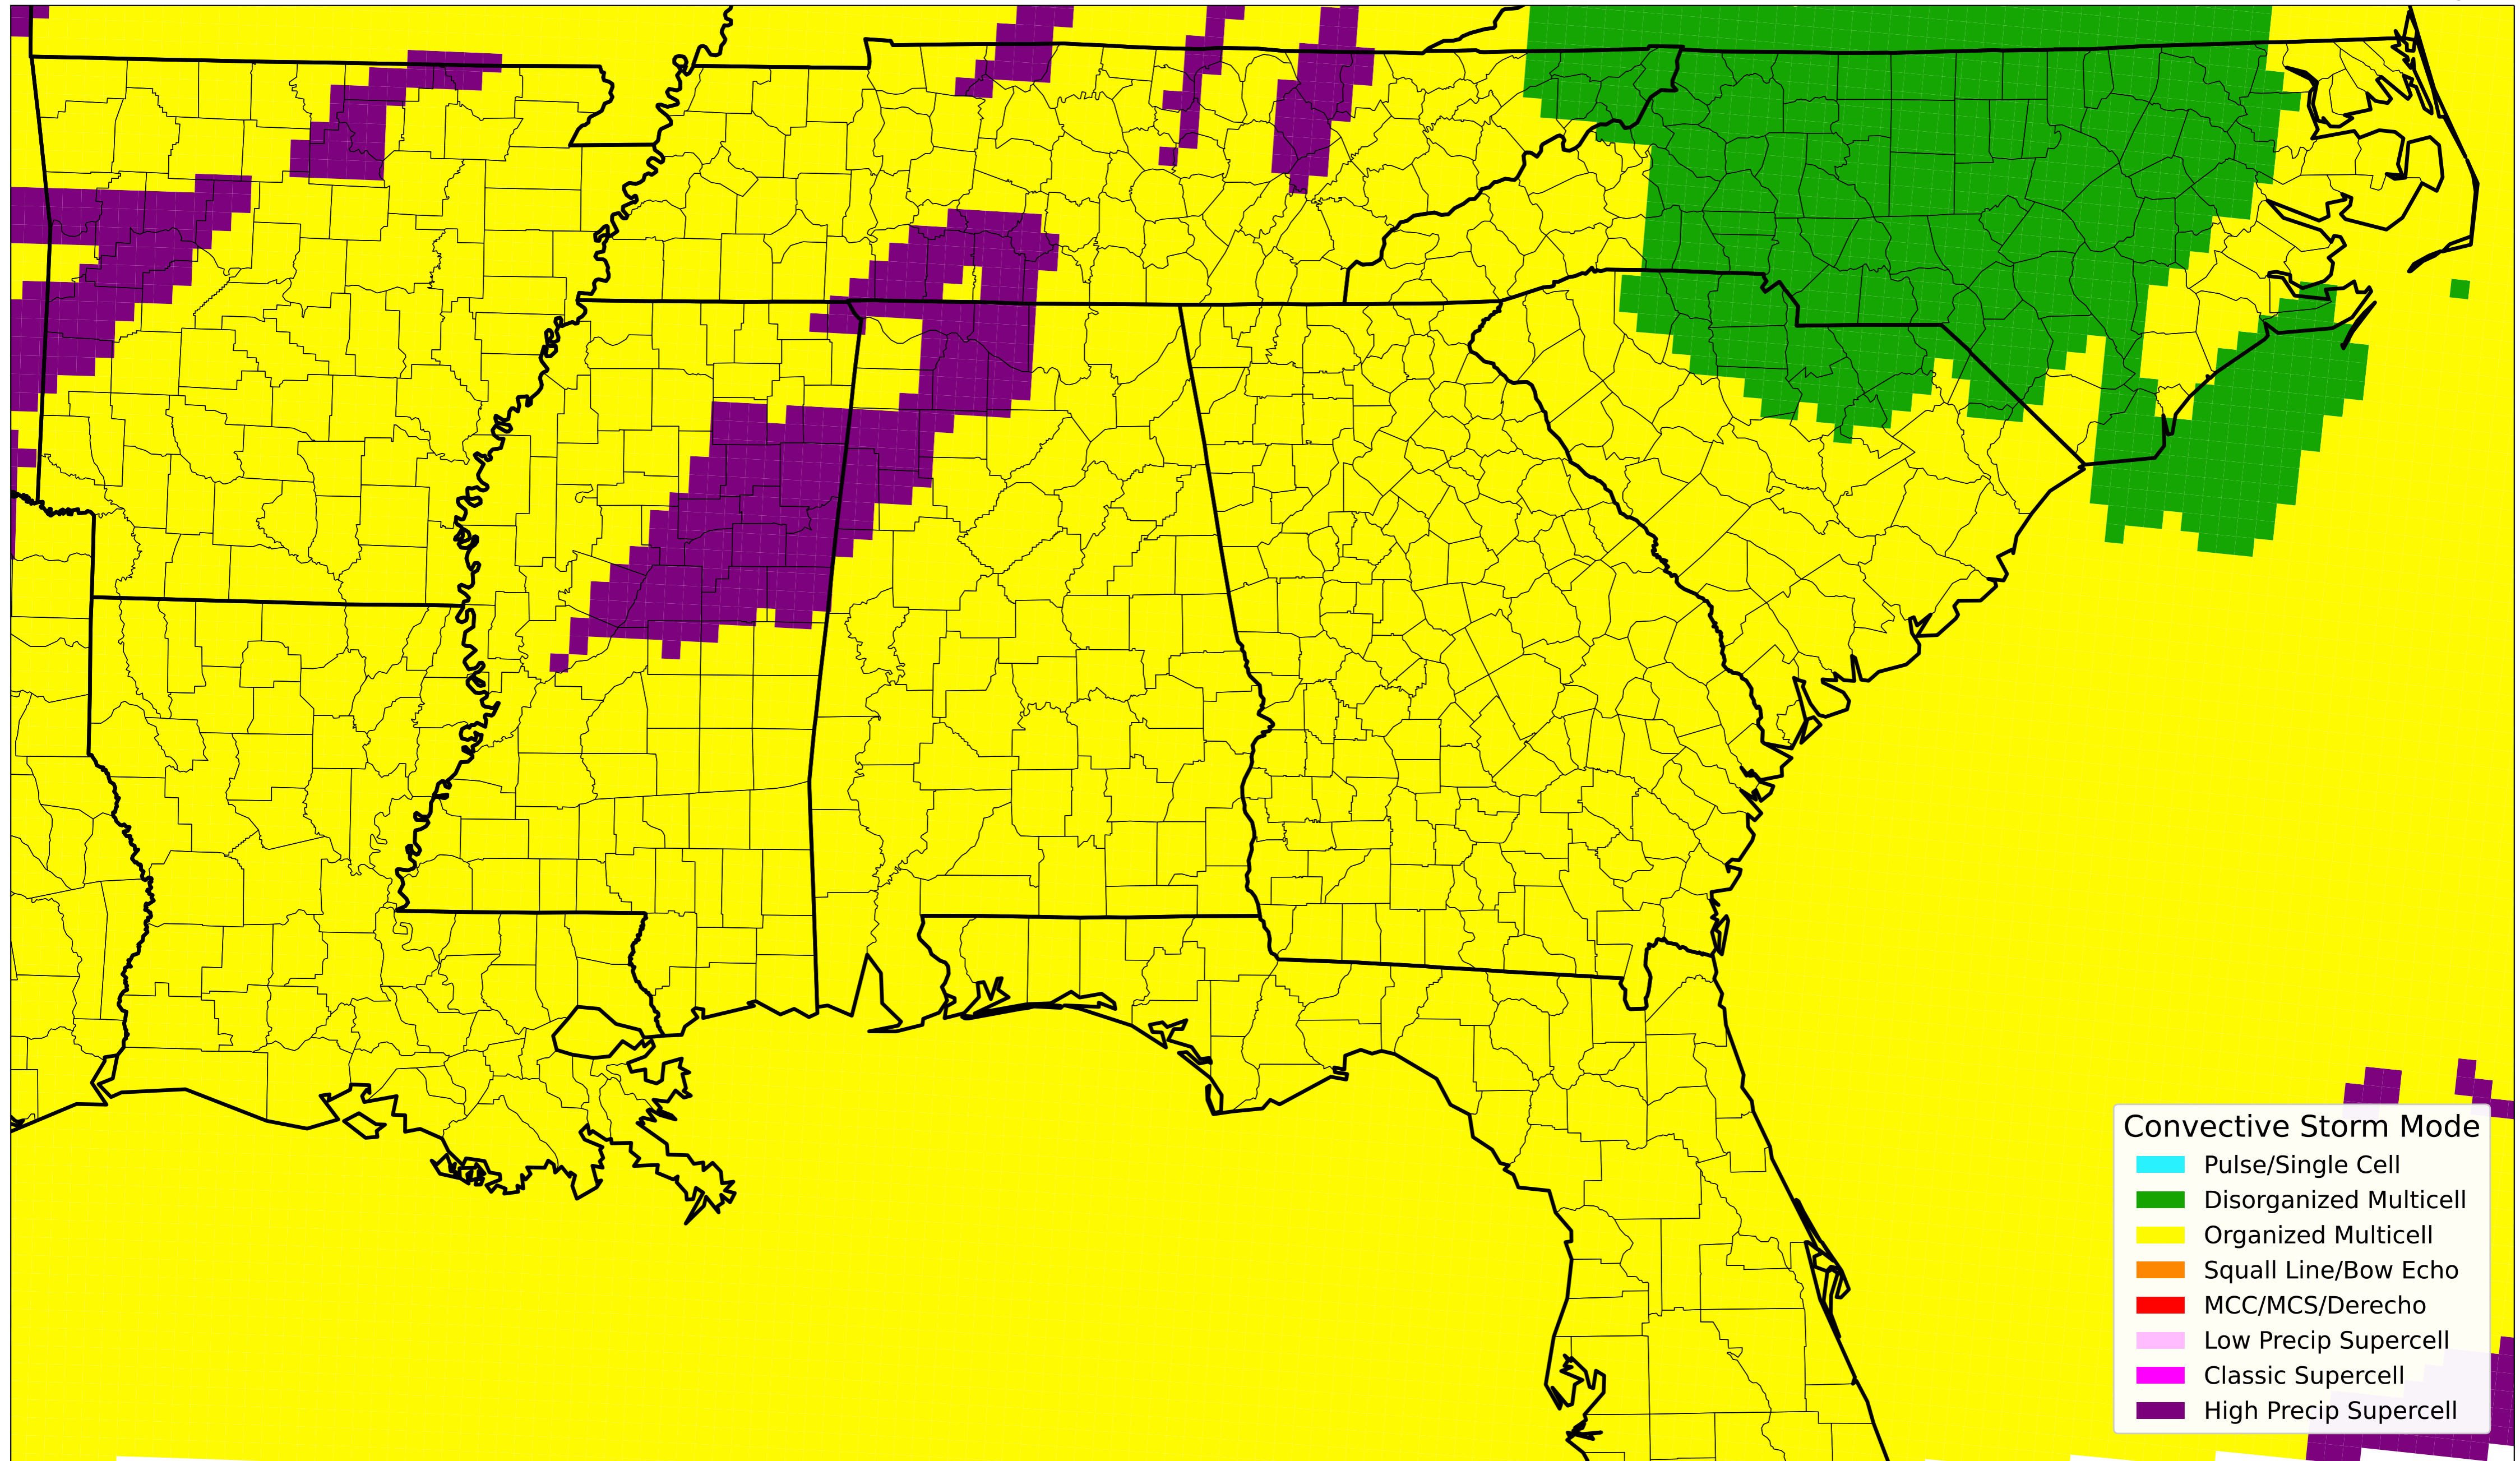 Convective Storm Mode
Pulse/Single Cell
Disorganized Multicell
Organized Multicell
Squall Line/Bow Echo
MCC/MCS/Derecho
Low Precip Supercell
Classic Supercell
High Precip Supercell